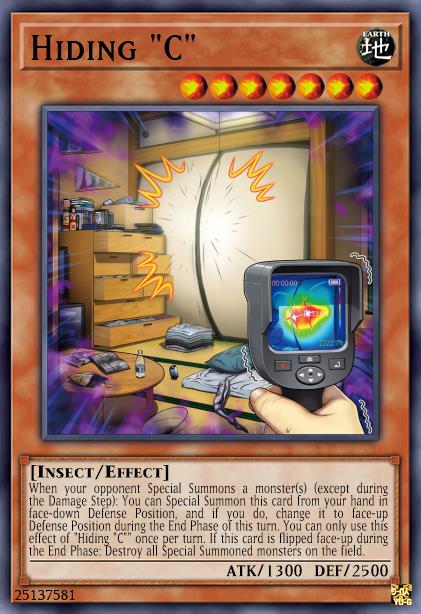 Hiding "C"
EARTH
地
00:00:00
[Insect/Effect]
When your opponent Special Summons a monster(s) (except during
the Damage Step): You can Special Summon this card from your hand in
face-down Defense Position, and if you do, change it to face-up
Defense Position during the End Phase of this turn. You can only use this
effect of "Hiding "C"" once per turn. If this card is flipped face-up during
the End Phase: Destroy all Special Summoned monsters on the field.
ATK/1300 DEF/2500
25137581